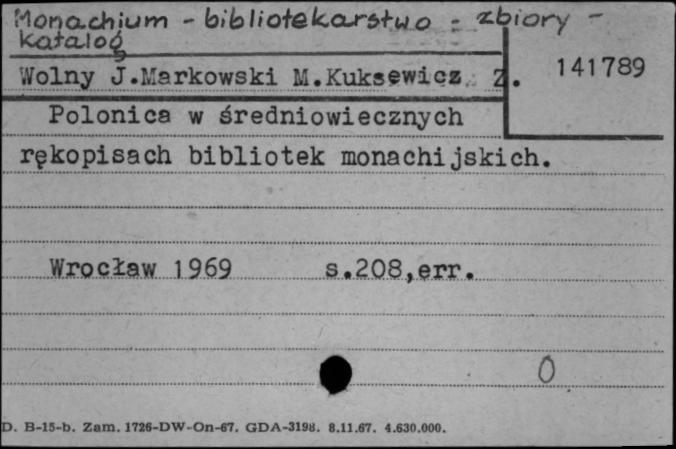 Monachium - bibliotekarstwo - zbiory -
katalog
Wolny J.Markowski M.Kuksewicz Z.
141789
Polonica w średniowiecznych
rękopisach bibliotek monachijskich.
Wrocław 1969 s.208,err.
0
D. B-15-b. Zam. 1726-DW-On-67. GDA-3198. 8.11.67. 4.630.000.